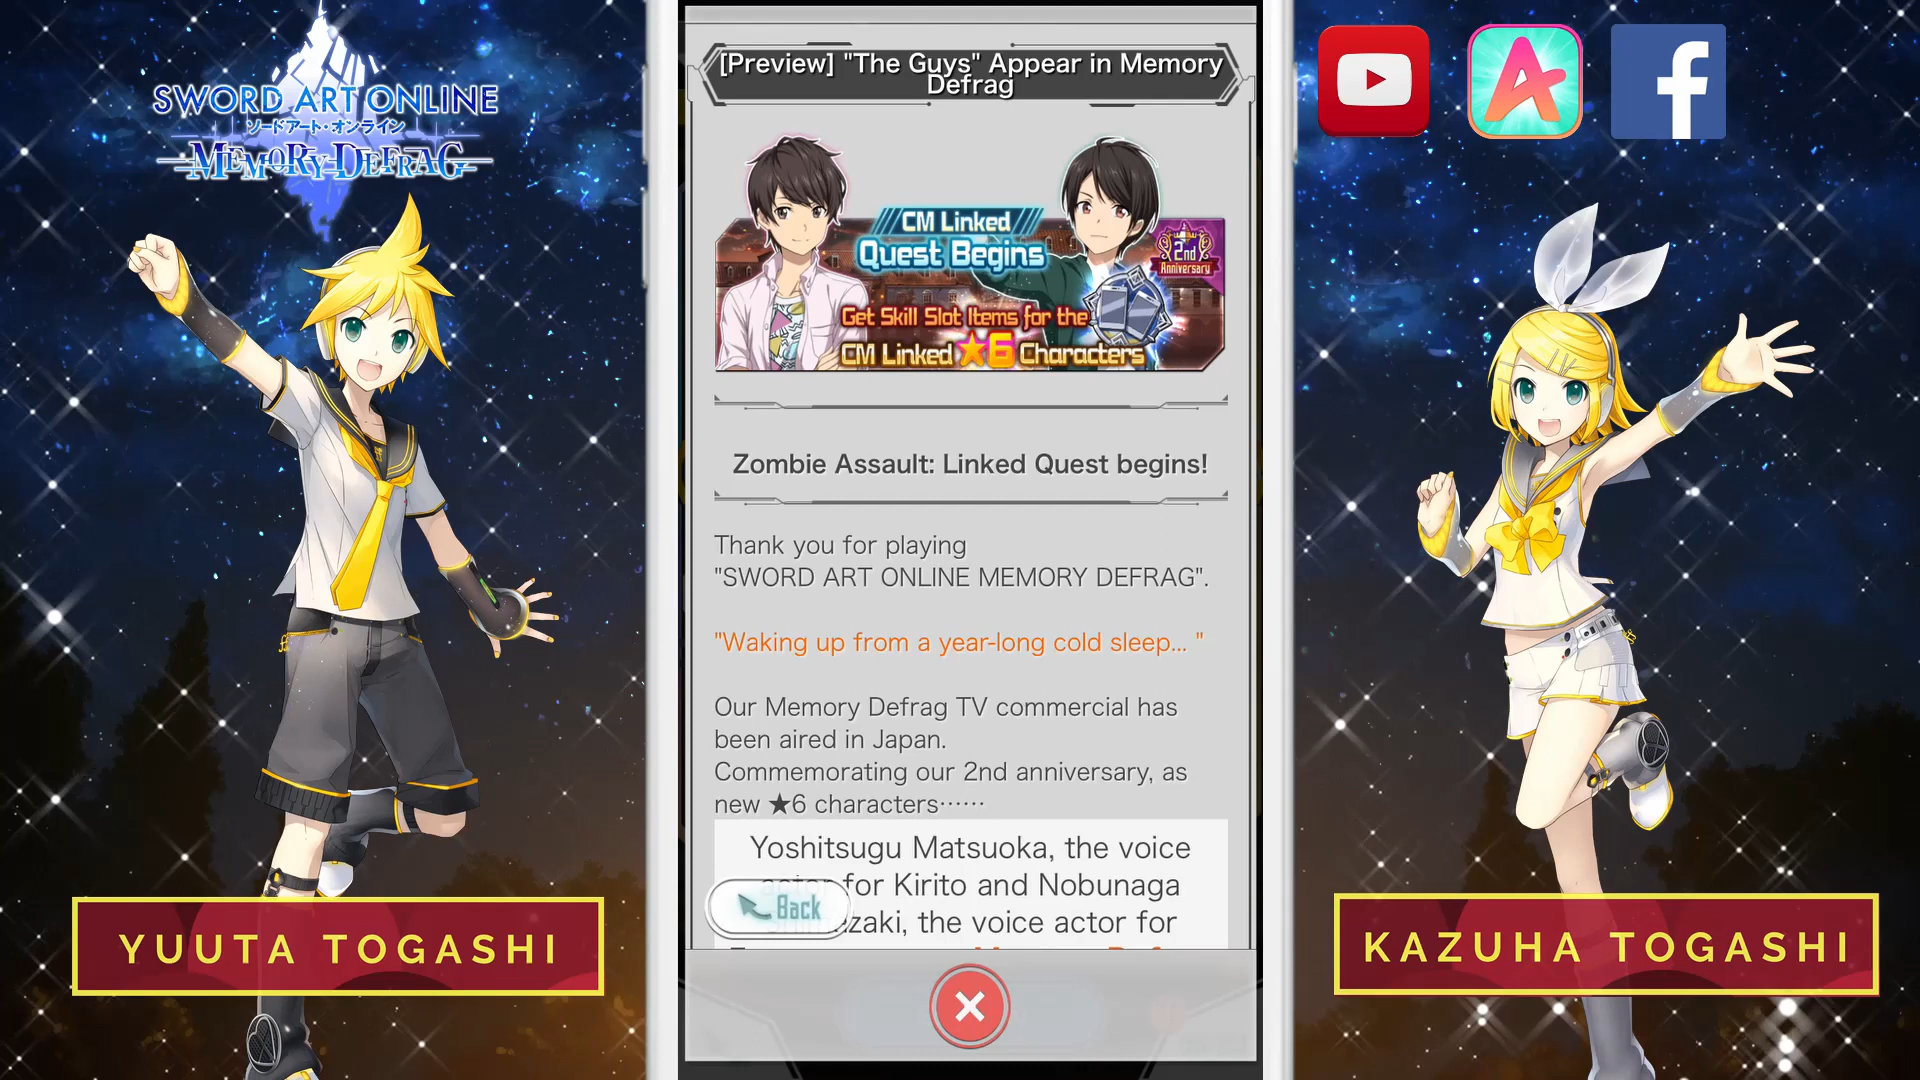 SWORD ART ONLINE
ソードアート・オンライン
MEMORY DEFRAG
[Preview] "The Guys" Appear in Memory
Defrag
CM Linked
Quest Begins
2nd
Anniversary
Get Skill Slot Items for the
CM Linked ★6 Characters
Zombie Assault: Linked Quest begins!
Thank you for playing
"SWORD ART ONLINE MEMORY DEFRAG".
"Waking up from a year-long cold sleep... "
Our Memory Defrag TV commercial has
been aired in Japan.
Commemorating our 2nd anniversary, as
new ★6 characters……
Yoshitsugu Matsuoka, the voice
actor for Kirito and Nobunaga
the voice actor for
Back
YUUTA TOGASHI
KAZUHA TOGASHI